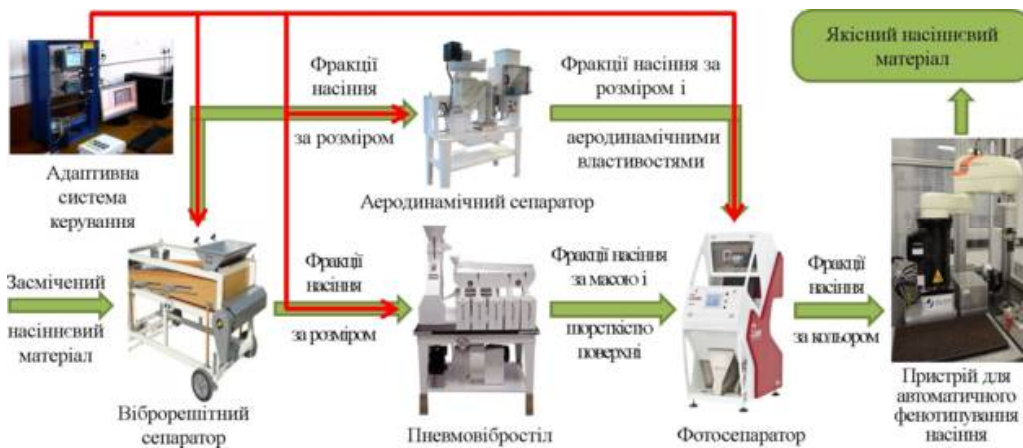 Якісний насіннєвий
матеріал
Фракції
насіння
за розміром
Фракції насіння за
розміром і
аеродинамічними
властивостями
Адаптивна
система
керування
Аеродинамічний сепаратор
Засмічений
насіннєвий
матеріал
Фракції
насіння
за розміром
Фракції насіння
за масою і
шорсткістю
поверхні
Фракції
насіння
за кольором
Віброрешітний
сепаратор
Пневмовібростіл
Фотосепаратор
Пристрій для
автоматичного
фенотипування
насіння